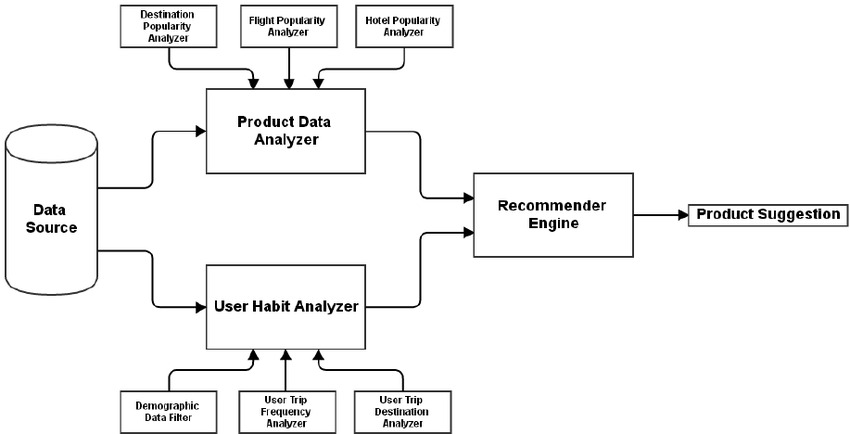 Destination
Popularity
Analyzer
Flight Popularity
Analyzer
Hotel Popularity
Analyzer
Product Data
Analyzer
Data
Source
Recommender
Engine
Product Suggestion
User Habit Analyzer
Demographic
Data Filter
User Trip
Frequency
Analyzer
User Trip
Destination
Analyzer